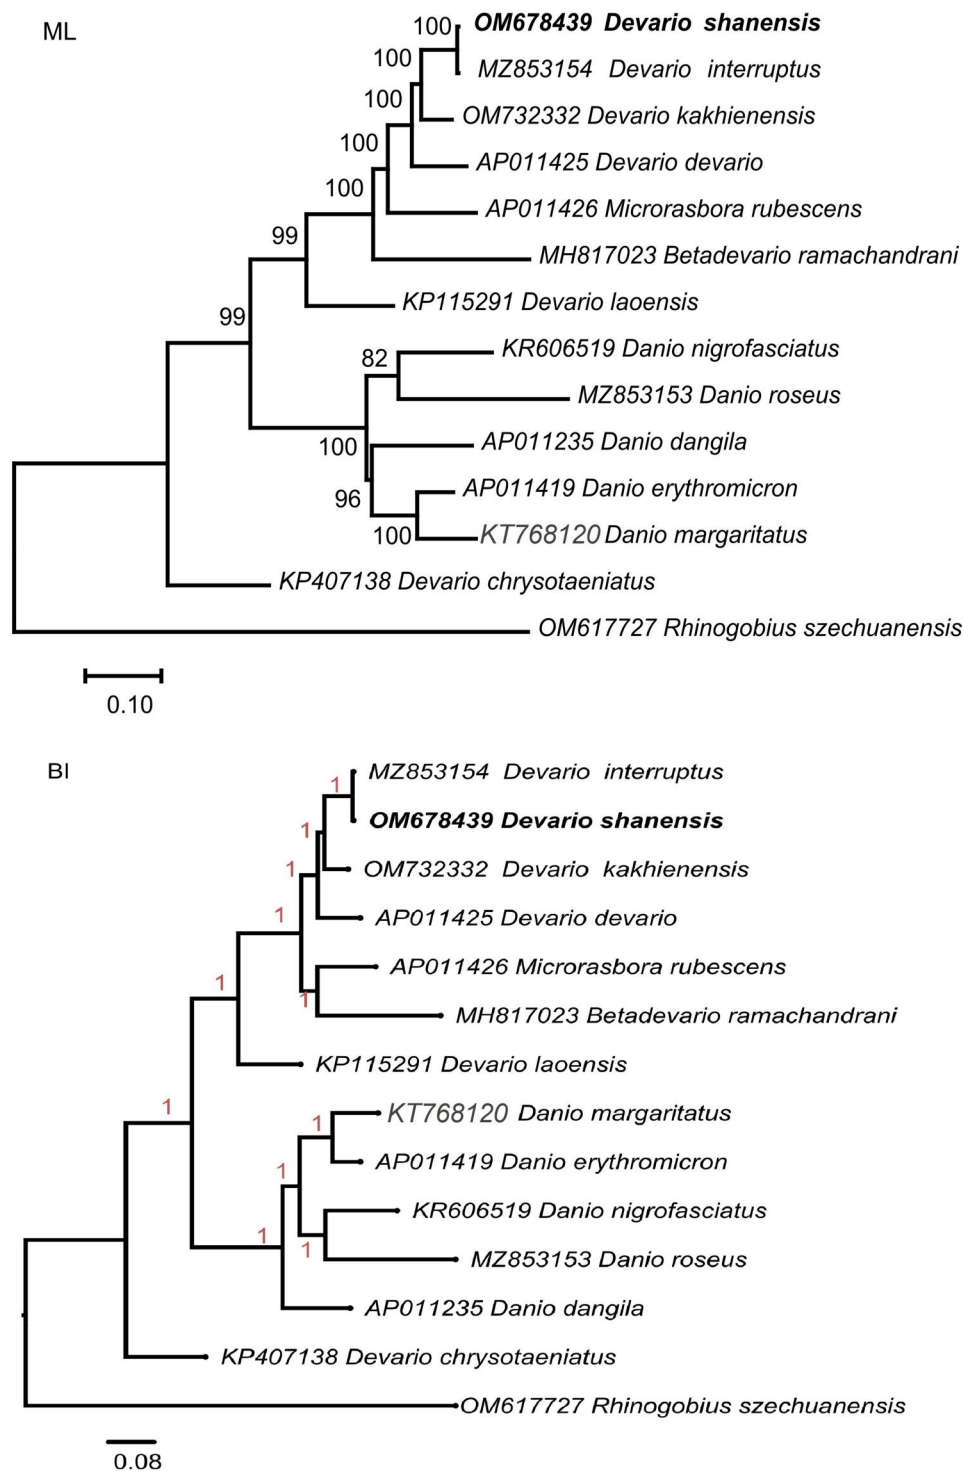 ML
100 OM678439 Devario shanensis
100 MZ853154 Devario interruptus
100 OM732332 Devario kakhienensis
100 AP011425 Devario devario
100 AP011426 Microrasbora rubescens
99 MH817023 Betadevario ramachandrani
KP115291 Devario laoensis
99
KR606519 Danio nigrofasciatus
82
MZ853153 Danio roseus
100 AP011235 Danio dangila
96 AP011419 Danio erythromicron
100 KT768120 Danio margaritatus
KP407138 Devario chrysotaeniatus
OM617727 Rhinogobius szechuanensis
0.10
BI
MZ853154 Devario interruptus
1
OM678439 Devario shanensis
1
OM732332 Devario kakhienensis
1
AP011425 Devario devario
1
AP011426 Microrasbora rubescens
1
1
MH817023 Betadevario ramachandrani
KP115291 Devario laoensis
1
KT768120 Danio margaritatus
1
AP011419 Danio erythromicron
1
KR606519 Danio nigrofasciatus
1
1
MZ853153 Danio roseus
AP011235 Danio dangila
KP407138 Devario chrysotaeniatus
OM617727 Rhinogobius szechuanensis
0.08